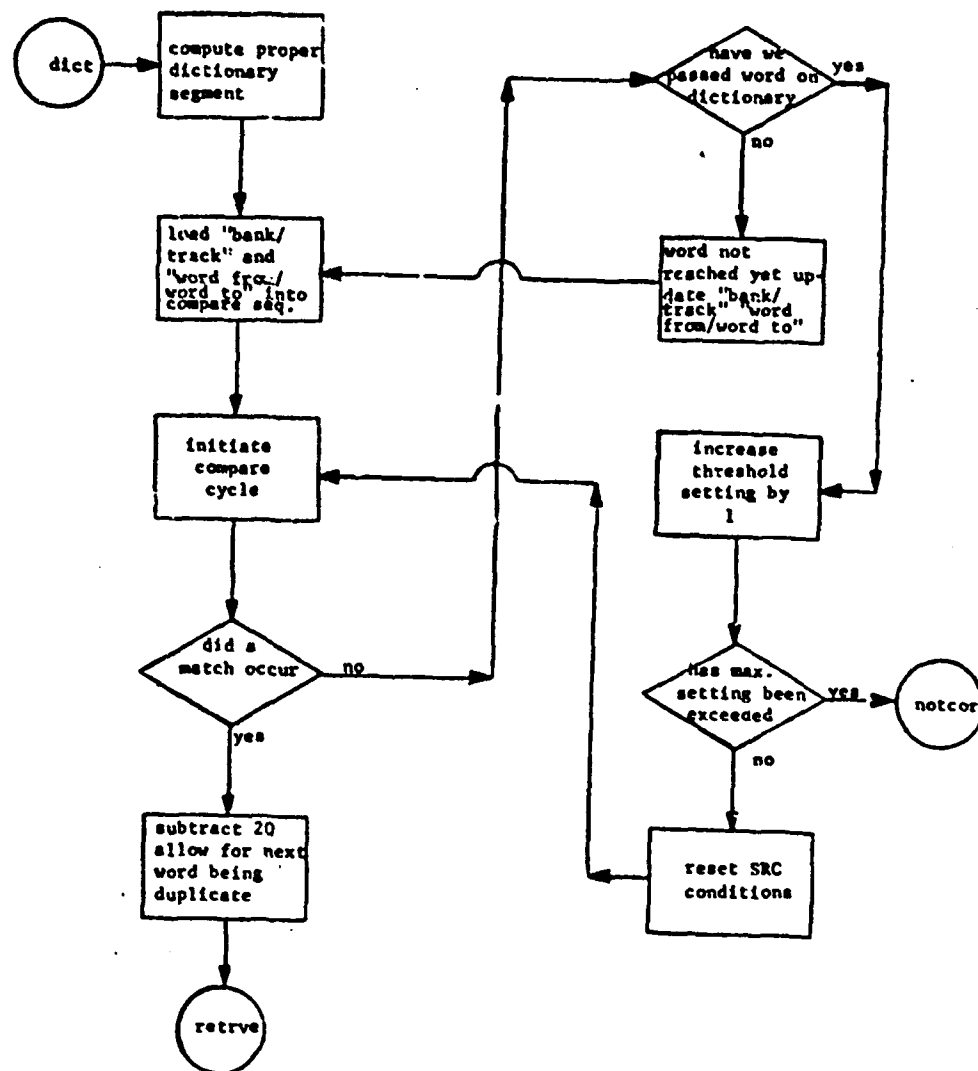 dict
compute proper
dictionary
segment
load "bank/
track" and
"word from/
word to" into
compare seq.
initiate
compare
cycle
did a
match occur
no
yes
subtract 20
allow for next
word being
duplicate
retrve
have we
passed word on
dictionary
yes
no
word not
reached yet up-
date "bank/
track" "word
from/word to"
increase
threshold
setting by
1
Has max.
setting been
exceeded
yes
notcor
no
reset SRC
conditions